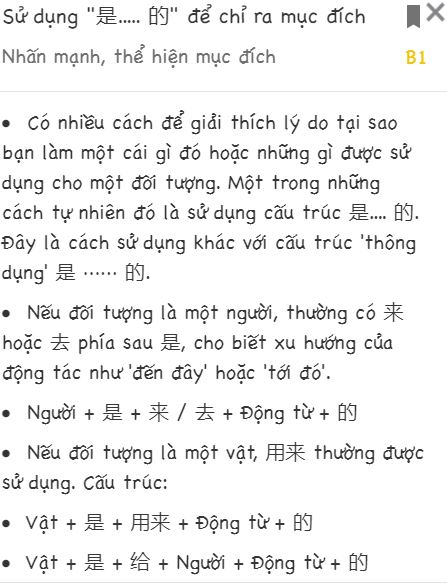 Sử dụng "是..... 的" để chỉ ra mục đích
Nhấn mạnh, thể hiện mục đích
B1
• Có nhiều cách để giải thích lý do tại sao
bạn làm một cái gì đó hoặc những gì được sử
dụng cho một đối tượng. Một trong những
cách tự nhiên đó là sử dụng cấu trúc 是.... 的.
Đây là cách sử dụng khác với cấu trúc 'thông
dụng' 是 …… 的.
• Nếu đối tượng là một người, thường có 来
hoặc 去 phía sau 是, cho biết xu hướng của
động tác như 'đến đây' hoặc 'tới đó'.
• Người + 是 + 来 / 去 + Động từ + 的
• Nếu đối tượng là một vật, 用来 thường được
sử dụng. Cấu trúc:
• Vật + 是 + 用来 + Động từ + 的
• Vật + 是 + 给 + Người + Động từ + 的